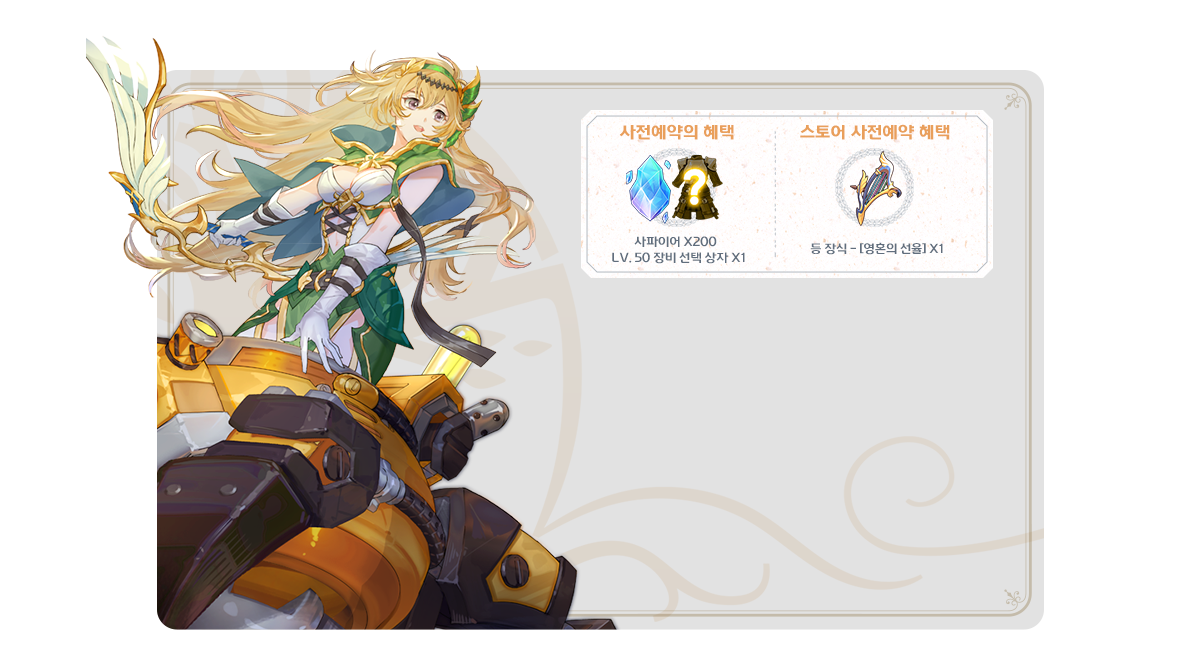 사전예약의 혜택
스토어 사전예약 혜택
?
사파이어 X200
LV. 50 장비 선택 상자 X1
등 장식 - [영혼의 선율] X1